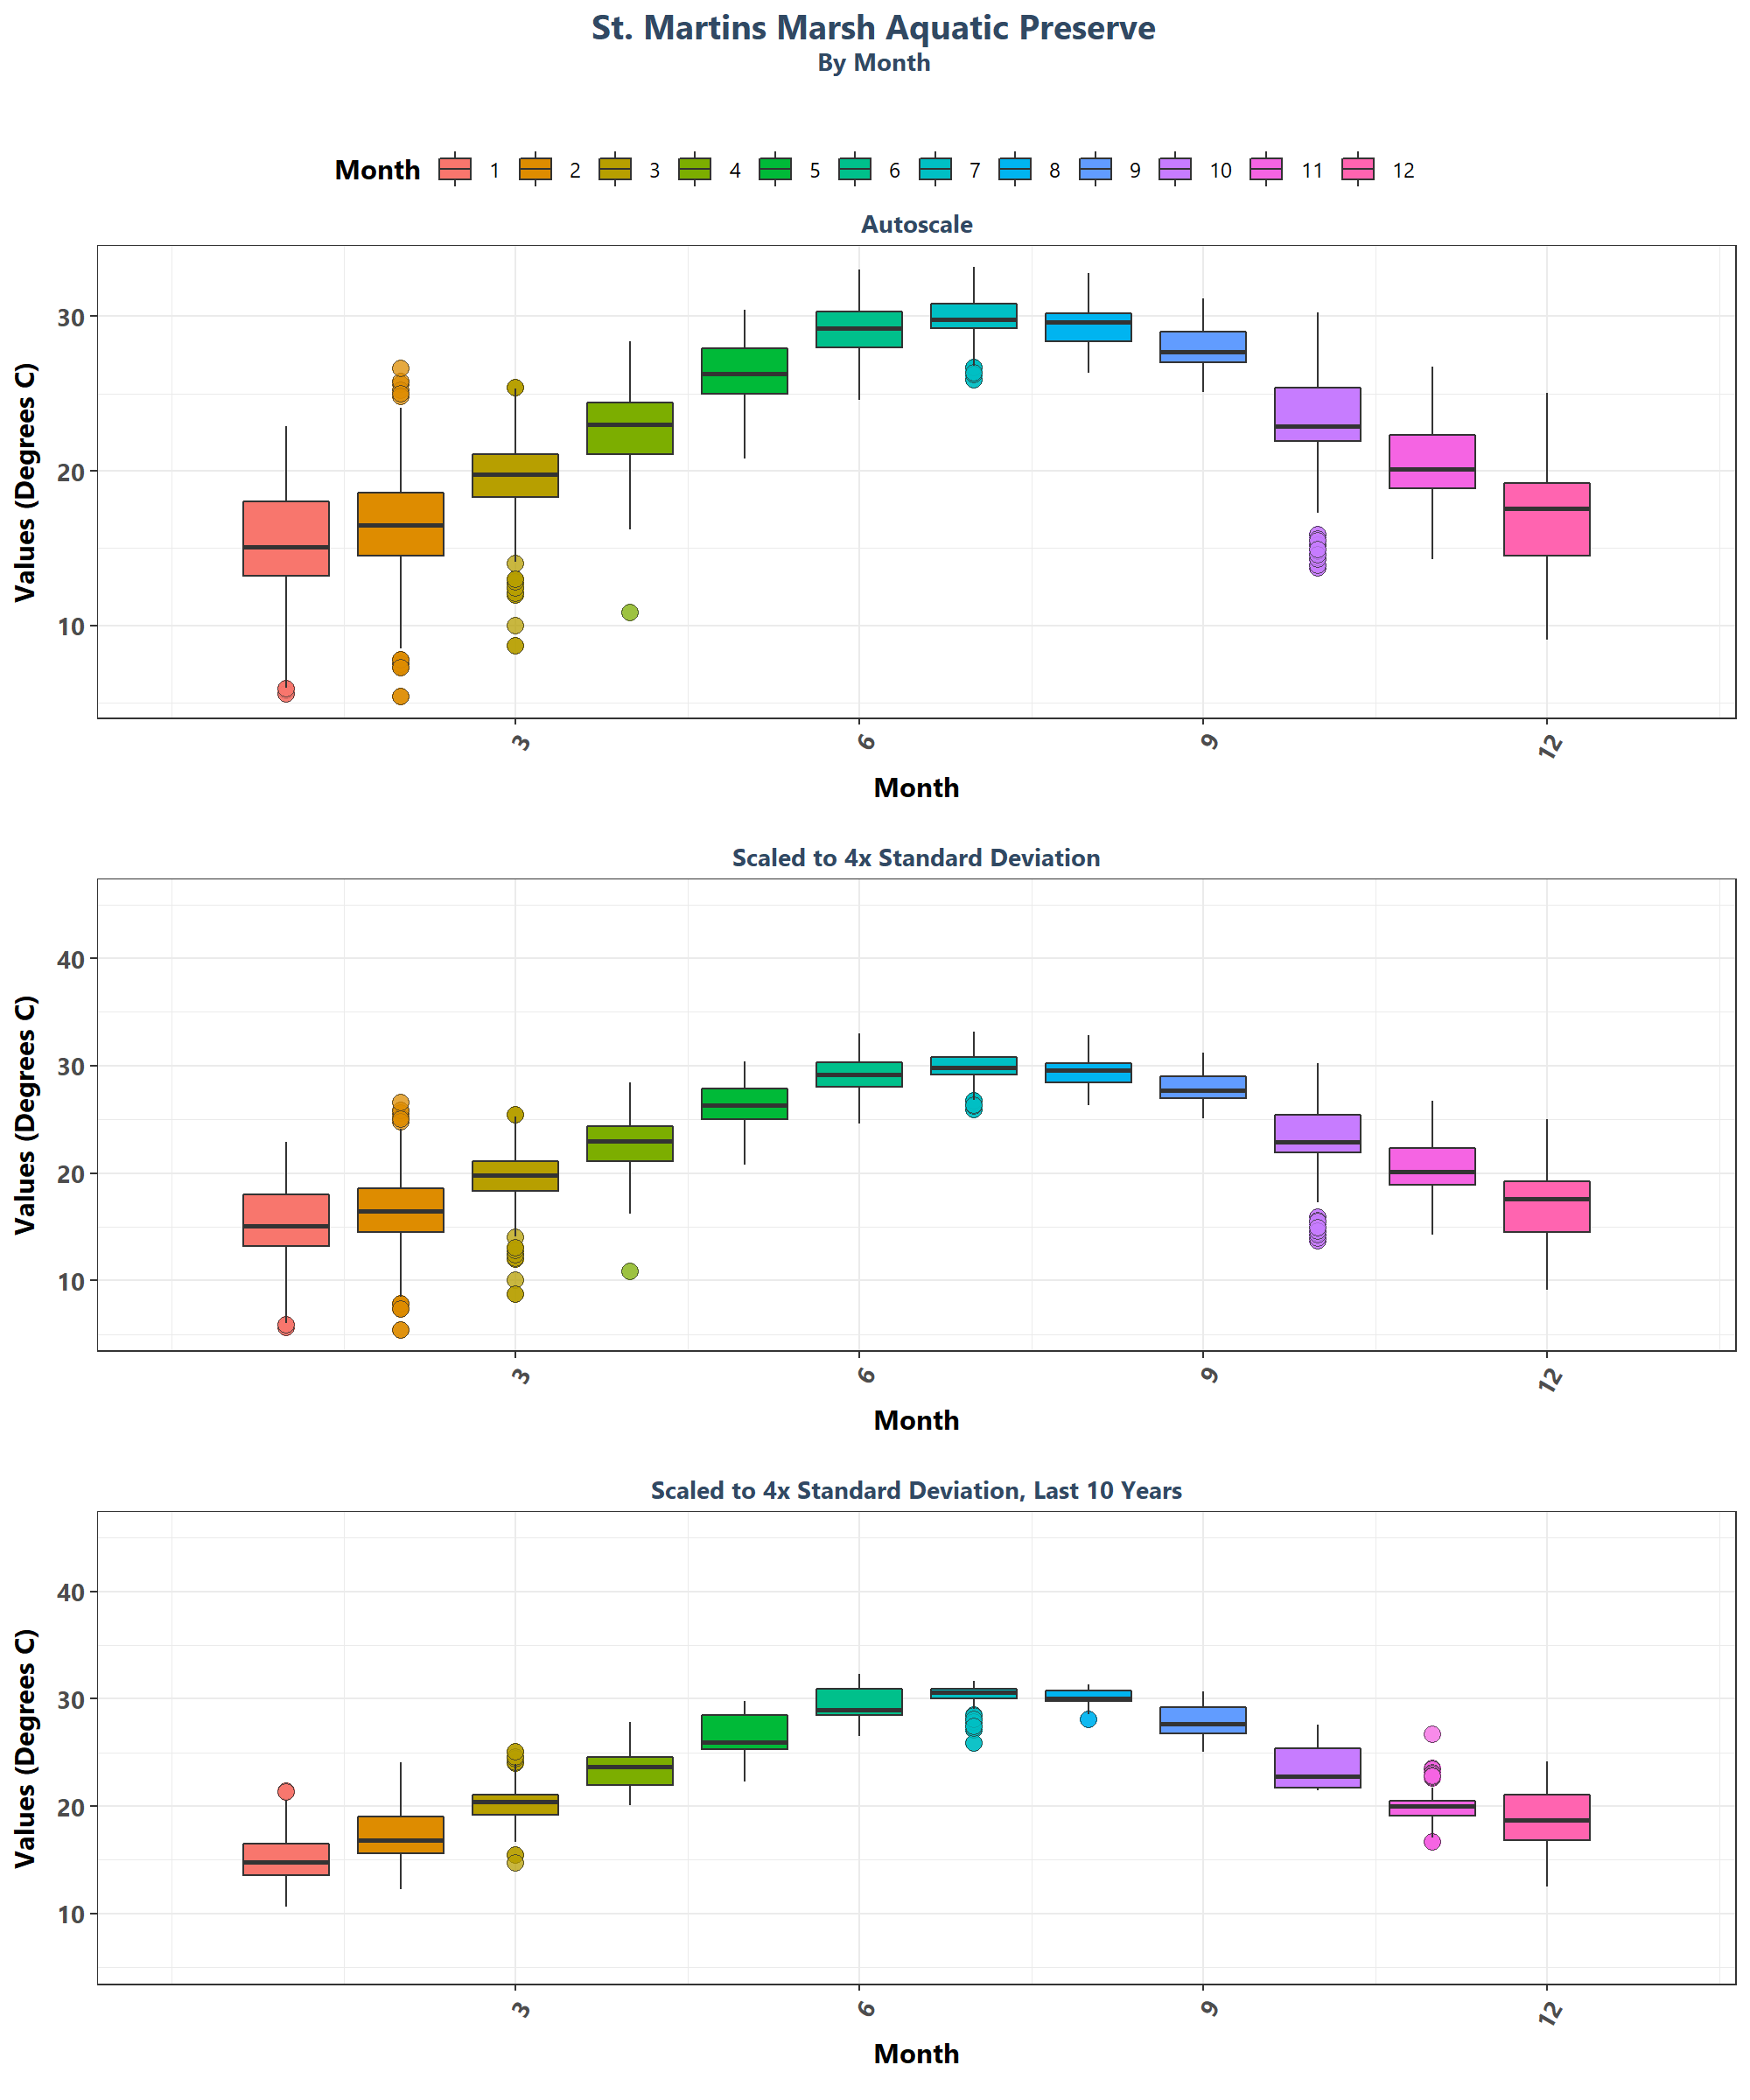 St. Martins Marsh Aquatic Preserve
By Month
Month 1 2 3 4 5 6 7 8 9 10 11 12
Autoscale
Values (Degrees C)
30
20
10
3 6 9 12
Month
Scaled to 4x Standard Deviation
Values (Degrees C)
40
30
20
10
3 6 9 12
Month
Scaled to 4x Standard Deviation, Last 10 Years
Values (Degrees C)
40
30
20
10
3 6 9 12
Month